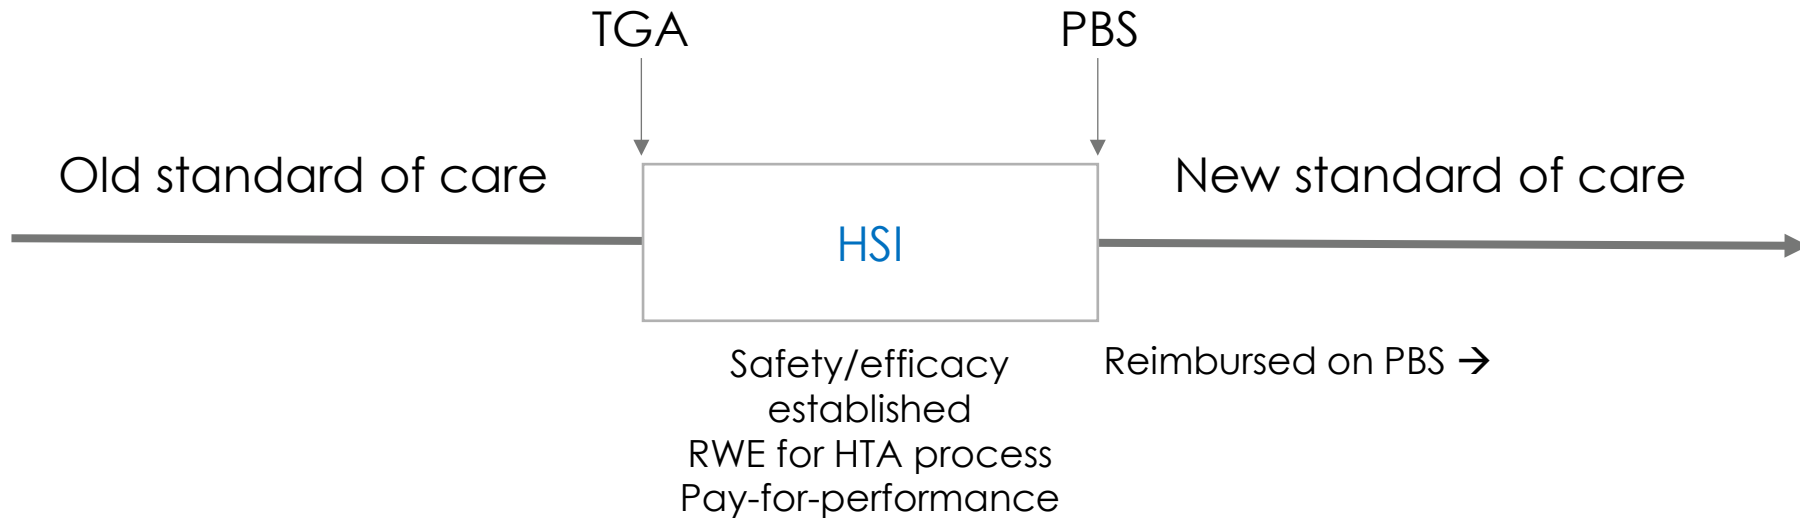 TGA
PBS
Old standard of care
New standard of care
HSI
Safety/efficacy
established
RWE for HTA process
Pay-for-performance
Reimbursed on PBS →